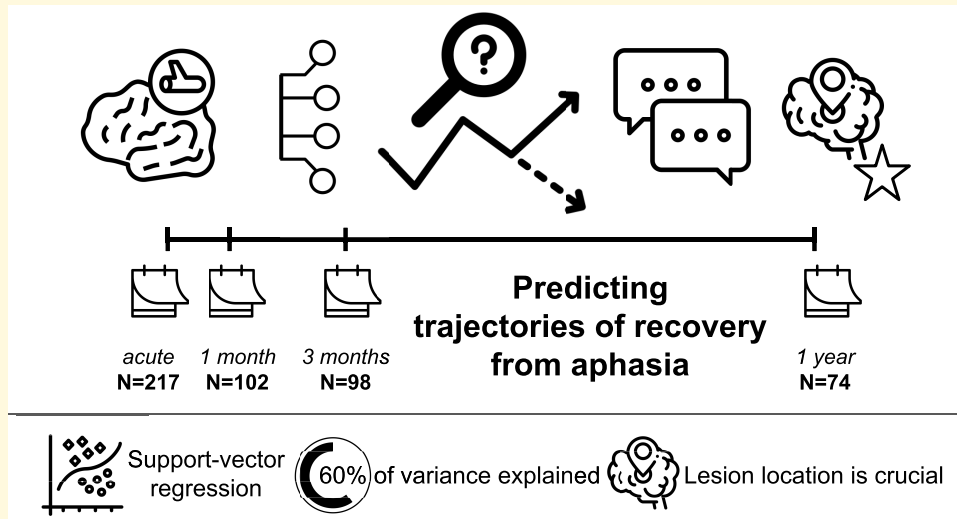 ?
Predicting
trajectories of recovery
from aphasia
acute 1 month 3 months 1 year
N=217 N=102 N=98 N=74
Support-vector
regression
60% of variance explained
Lesion location is crucial